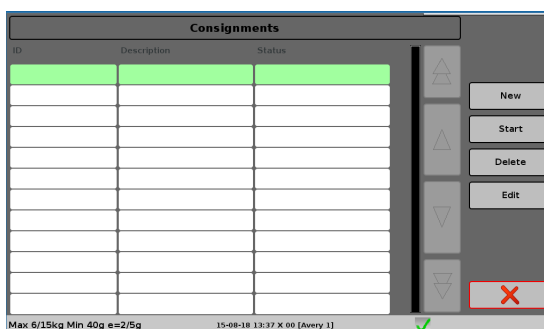 Consignments
ID Description Status
New
Start
Delete
Edit
Max 6/15kg Min 40g e=2/5g 15-08-18 13:37 X 00 [Avery 1]